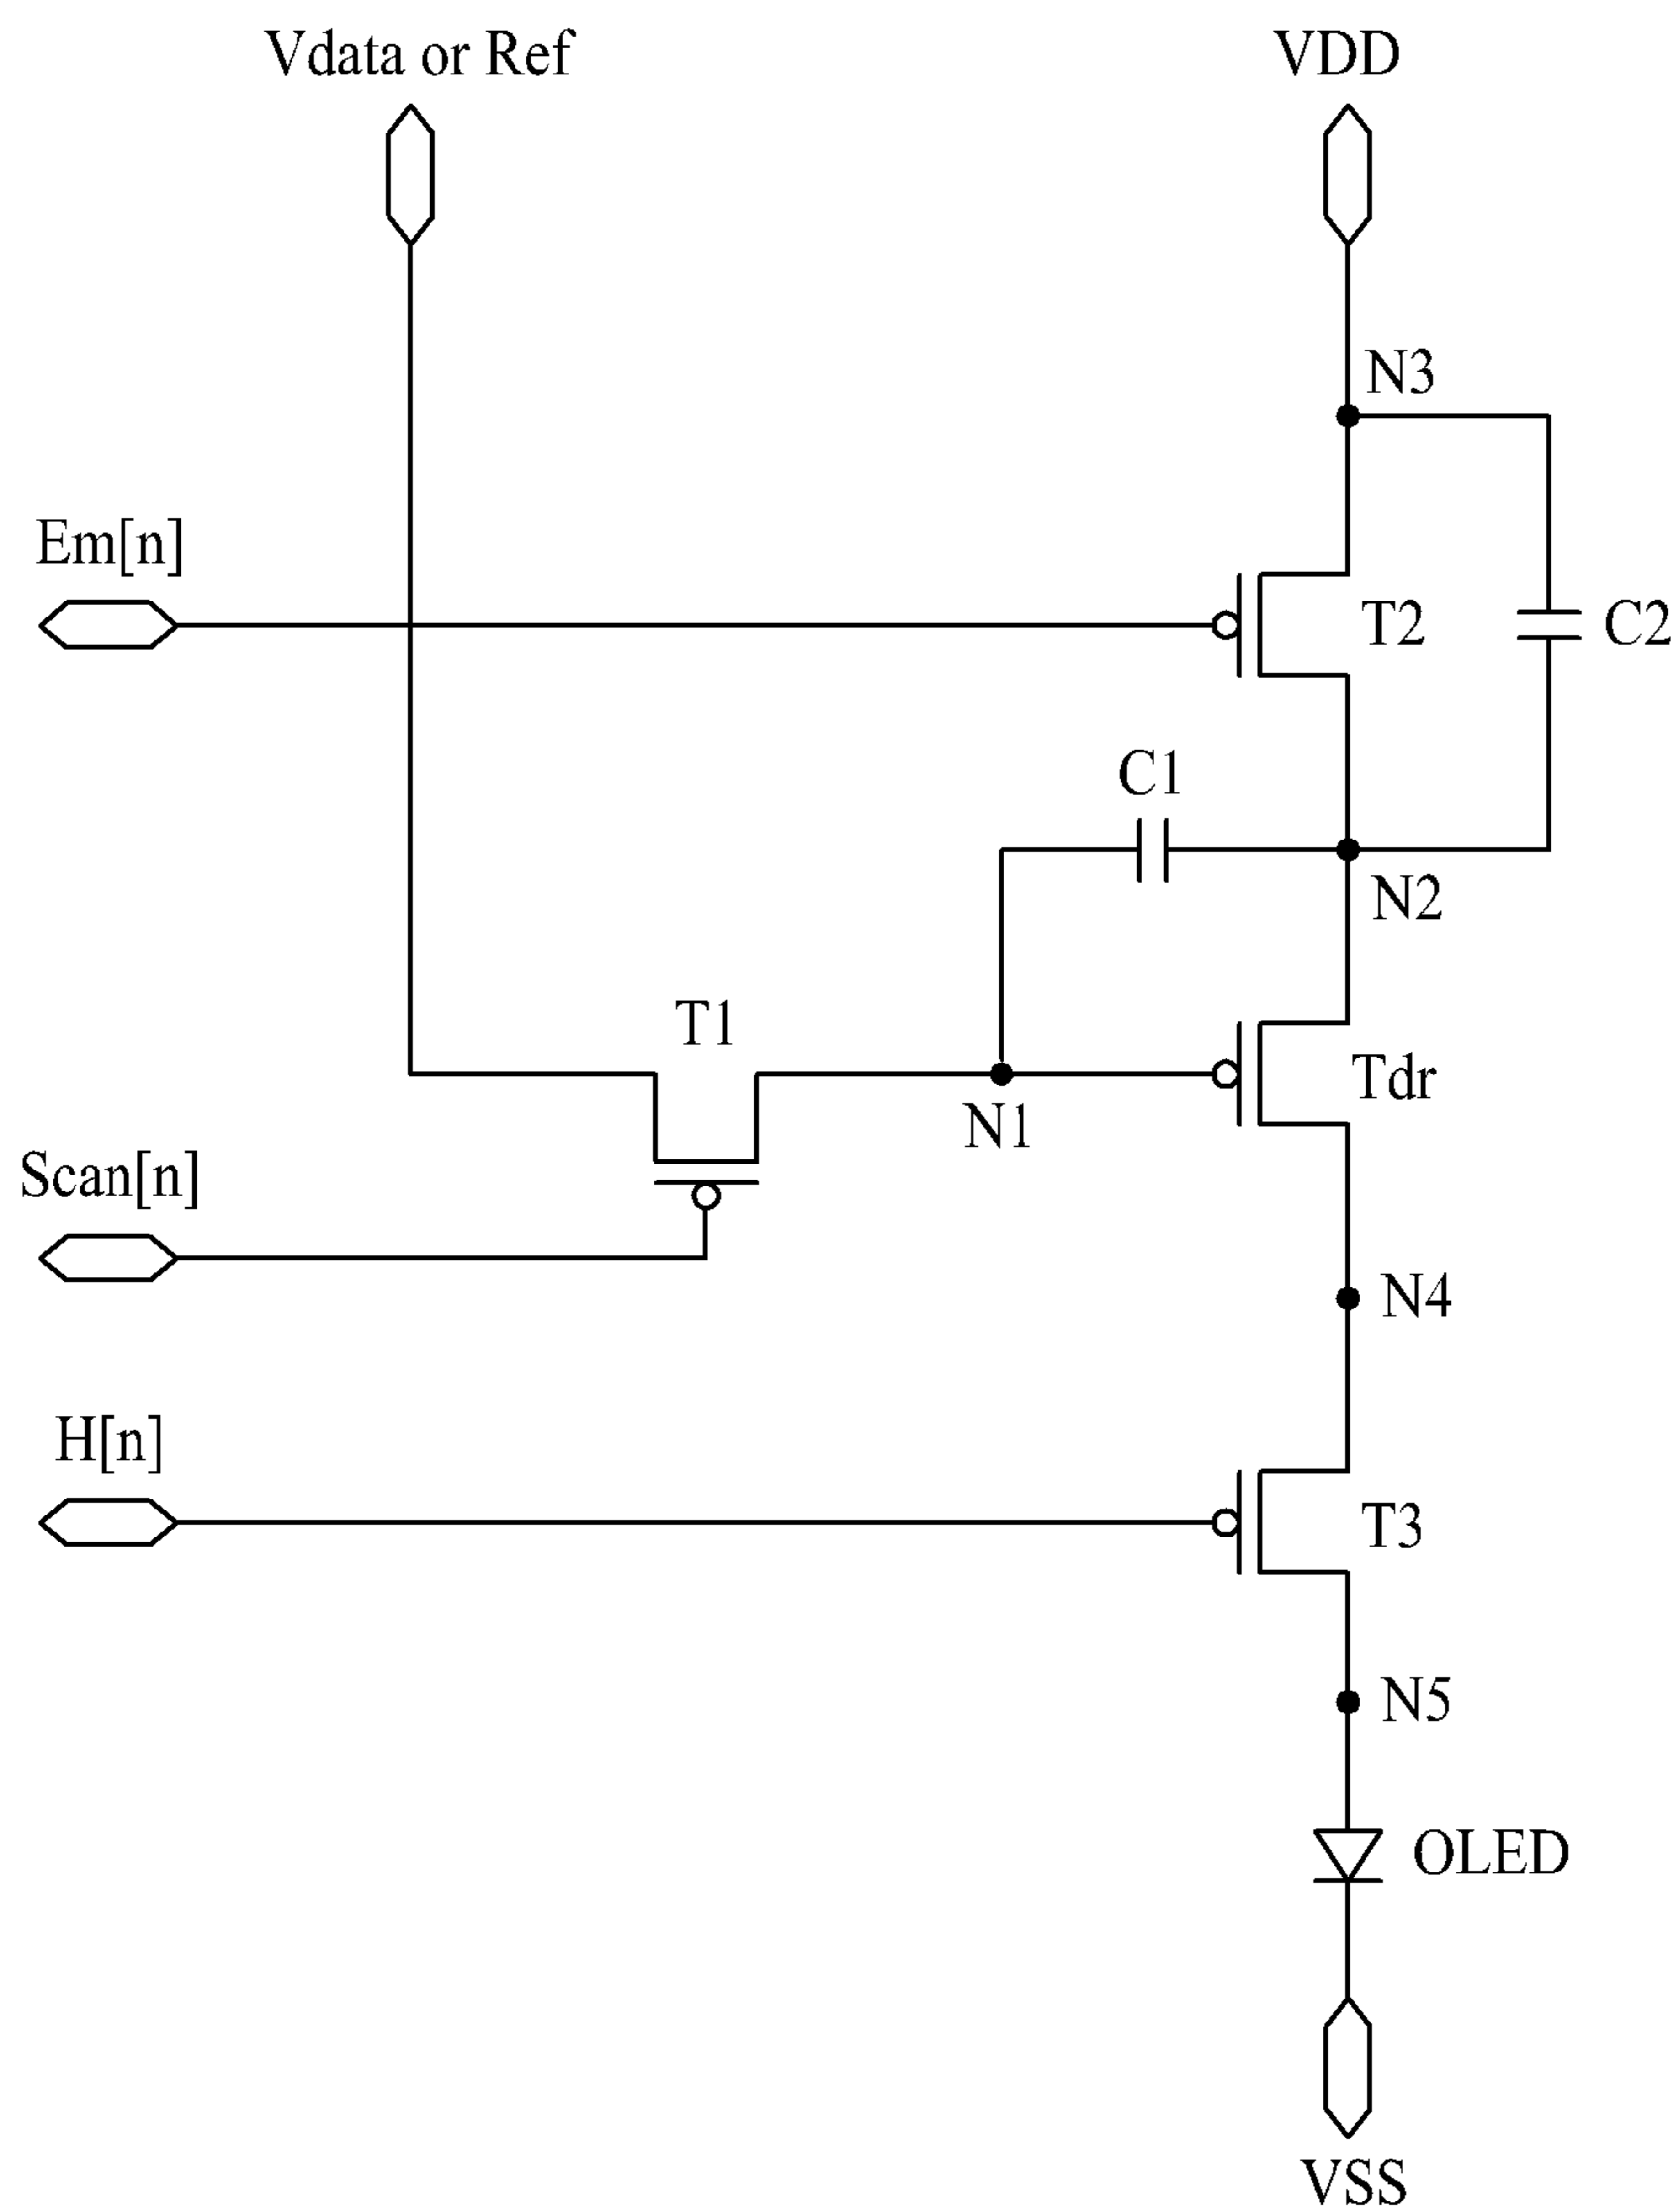 Vdata or Ref
VDD
N3
Em[n]
T2
C2
C1
N2
T1
Tdr
N1
Scan[n]
N4
H[n]
T3
N5
OLED
VSS